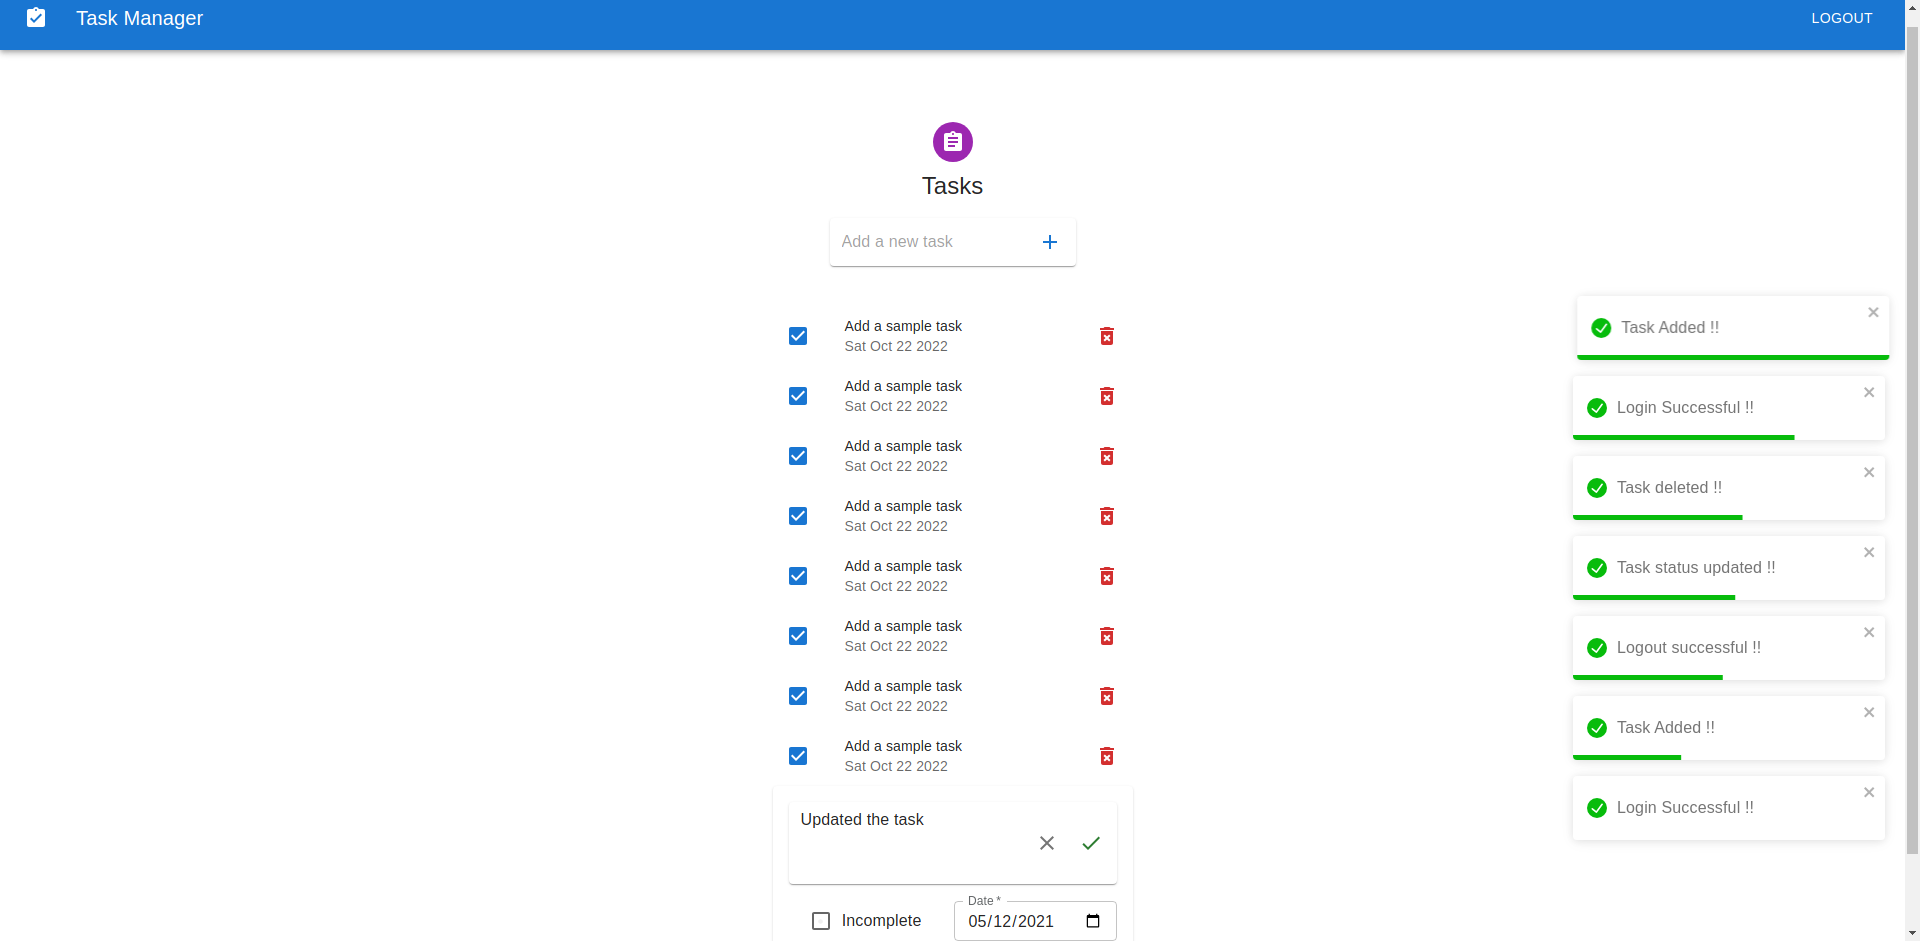 Task Manager
LOGOUT
Tasks
Add a new task
Add a sample task
Sat Oct 22 2022
Add a sample task
Sat Oct 22 2022
Add a sample task
Sat Oct 22 2022
Add a sample task
Sat Oct 22 2022
Add a sample task
Sat Oct 22 2022
Add a sample task
Sat Oct 22 2022
Add a sample task
Sat Oct 22 2022
Add a sample task
Sat Oct 22 2022
Updated the task
Incomplete
Date *
05/12/2021
Task Added !!
Login Successful !!
Task deleted !!
Task status updated !!
Logout successful !!
Task Added !!
Login Successful !!